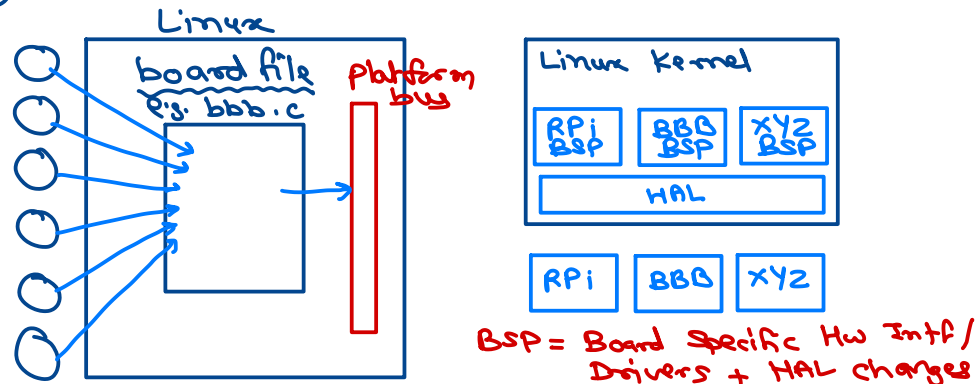 Linux
board file
e.g. bbb.c
Platform
bus
Linux Kernel
RPi
BSP
BBB
BSP
XYZ
BSP
HAL
RPi
BBB
XYZ
BSP = Board Specific Hw Intf/
Drivers + HAL changes